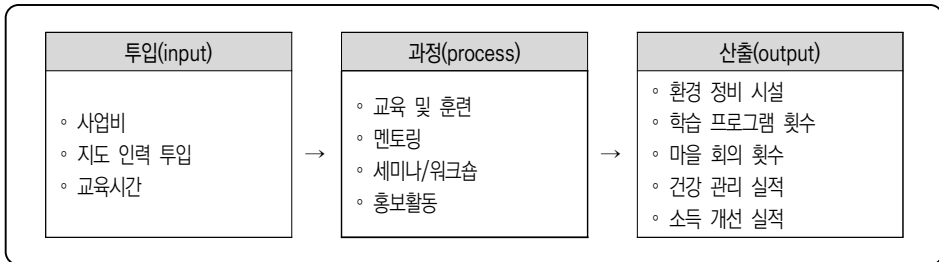 투입(input)
◦ 사업비
◦ 지도 인력 투입
◦ 교육시간
→
과정(process)
◦ 교육 및 훈련
◦ 멘토링
◦ 세미나/워크숍
◦ 홍보활동
→
산출(output)
◦ 환경 정비 시설
◦ 학습 프로그램 횟수
◦ 마을 회의 횟수
◦ 건강 관리 실적
◦ 소득 개선 실적